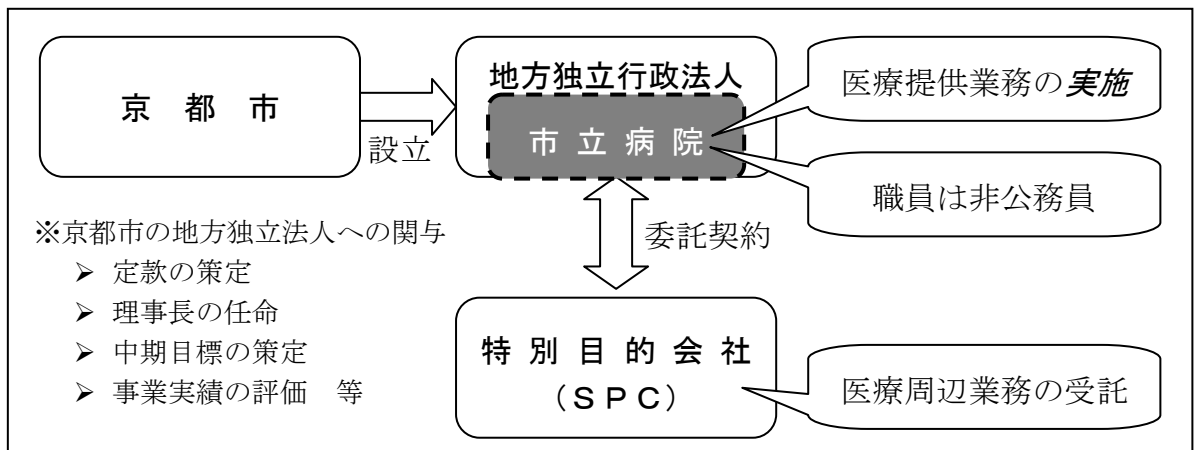 京都市
設立
地方独立行政法人
市立病院
医療提供業務の実施
職員は非公務員
委託契約
※京都市の地方独立法人への関与
➢ 定款の策定
➢ 理事長の任命
➢ 中期目標の策定
➢ 事業実績の評価 等
特別目的会社
(SPC)
医療周辺業務の受託